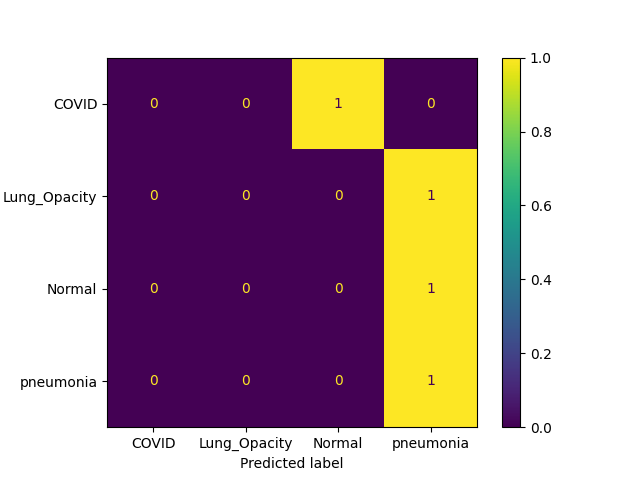 1.0
COVID 0 0 1 0
0.8
Lung_Opacity 0 0 0 1
0.6
0.4
Normal 0 0 0 1
0.2
pneumonia 0 0 0 1
0.0
COVID Lung_Opacity Normal pneumonia
Predicted label